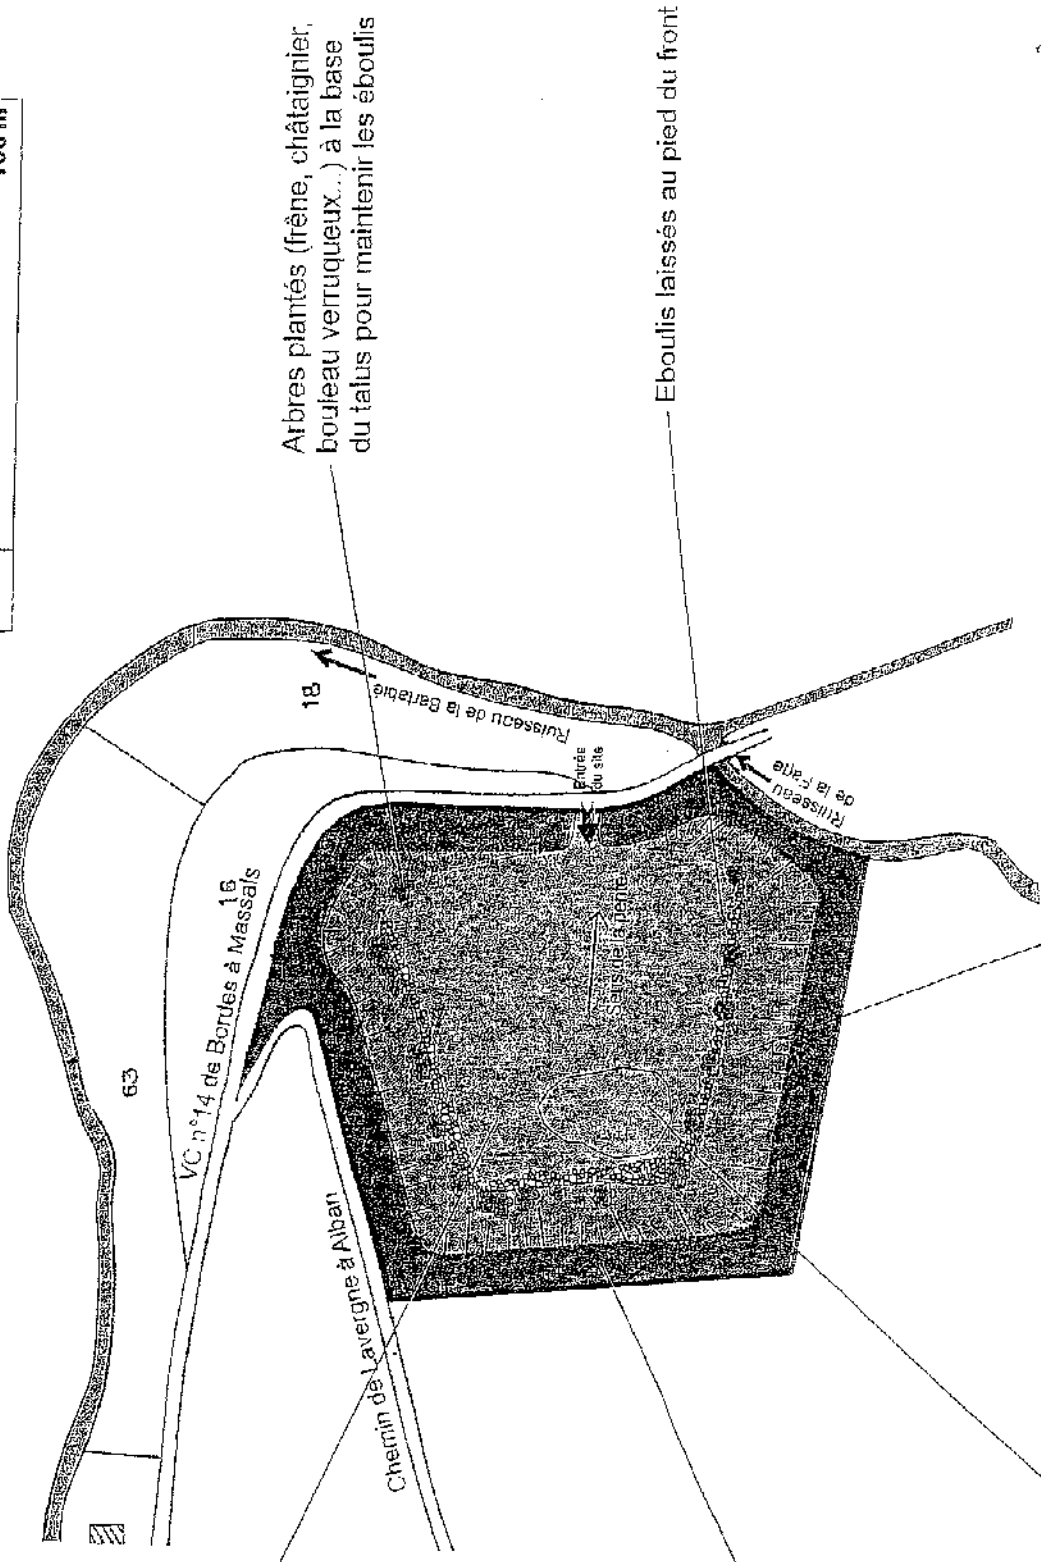 100 m
Arbres plantés (frêne, châtaignier,
bouleau verruqueux...) à la base
du talus pour maintenir les éboulis
Eboulis laissés au pied du front
18
Ruisseau de la Barbabie
Entrée
du site
Ruisseau
de la Fage
Sens de la pente
16
VC n°14 de Bordes à Massals
63
Chemin de Lavergne à Alban